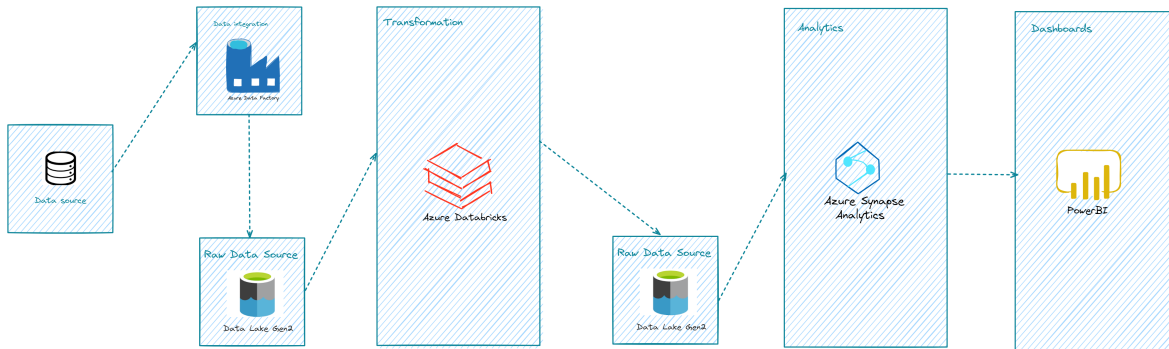 Data source
Data integration
Azure Data Factory
Raw Data Source
Data Lake Gen2
Transformation
Azure Databricks
Raw Data Source
Data Lake Gen2
Analytics
Azure Synapse
Analytics
Dashboards
PowerBI